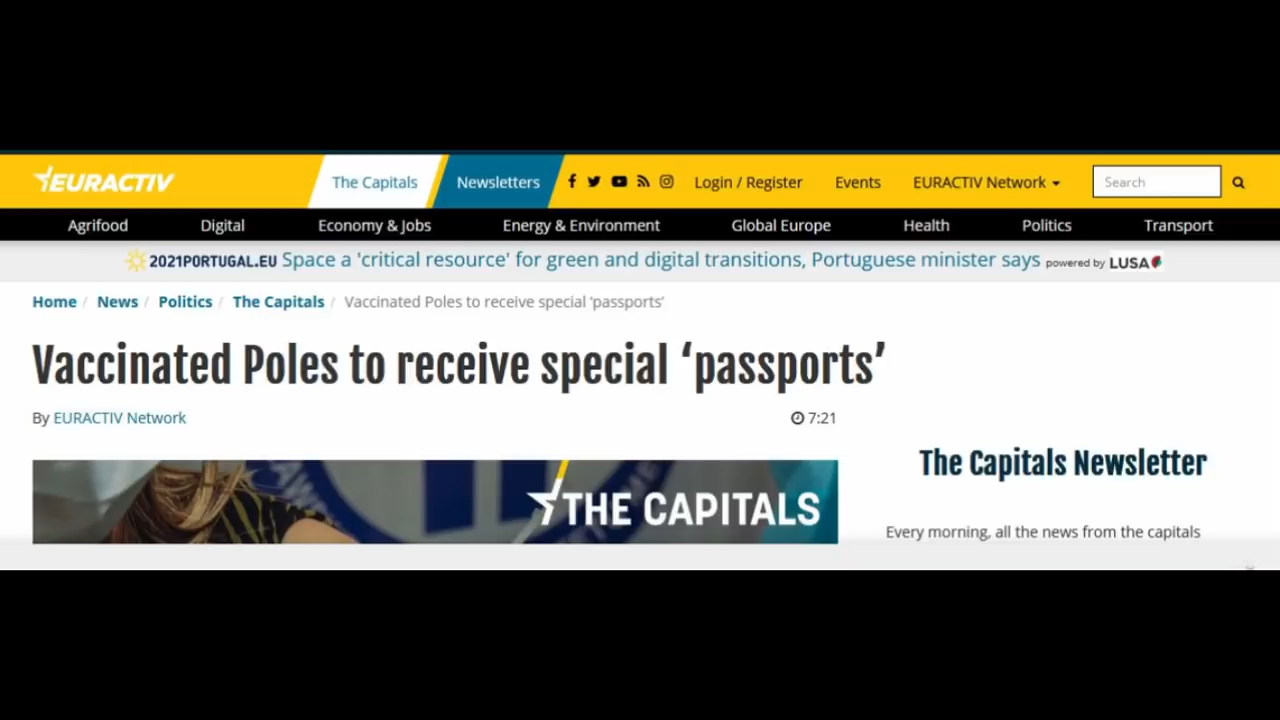 EURACTIV The Capitals Newsletters Login / Register Events EURACTIV Network Search
Agrifood Digital Economy & Jobs Energy & Environment Global Europe Health Politics Transport
2021PORTUGAL.EU Space a 'critical resource' for green and digital transitions, Portuguese minister says powered by LUSA
Home / News / Politics / The Capitals / Vaccinated Poles to receive special ‘passports’
Vaccinated Poles to receive special ‘passports’
By EURACTIV Network 7:21
The Capitals Newsletter
THE CAPITALS
Every morning, all the news from the capitals